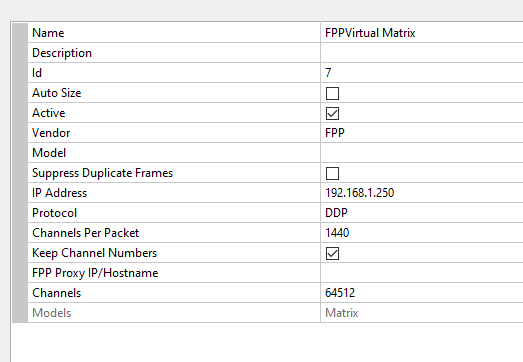 Name FPPVirtual Matrix
Description
Id 7
Auto Size
Active
Vendor FPP
Model
Suppress Duplicate Frames
IP Address 192.168.1.250
Protocol DDP
Channels Per Packet 1440
Keep Channel Numbers
FPP Proxy IP/Hostname
Channels 64512
Models Matrix